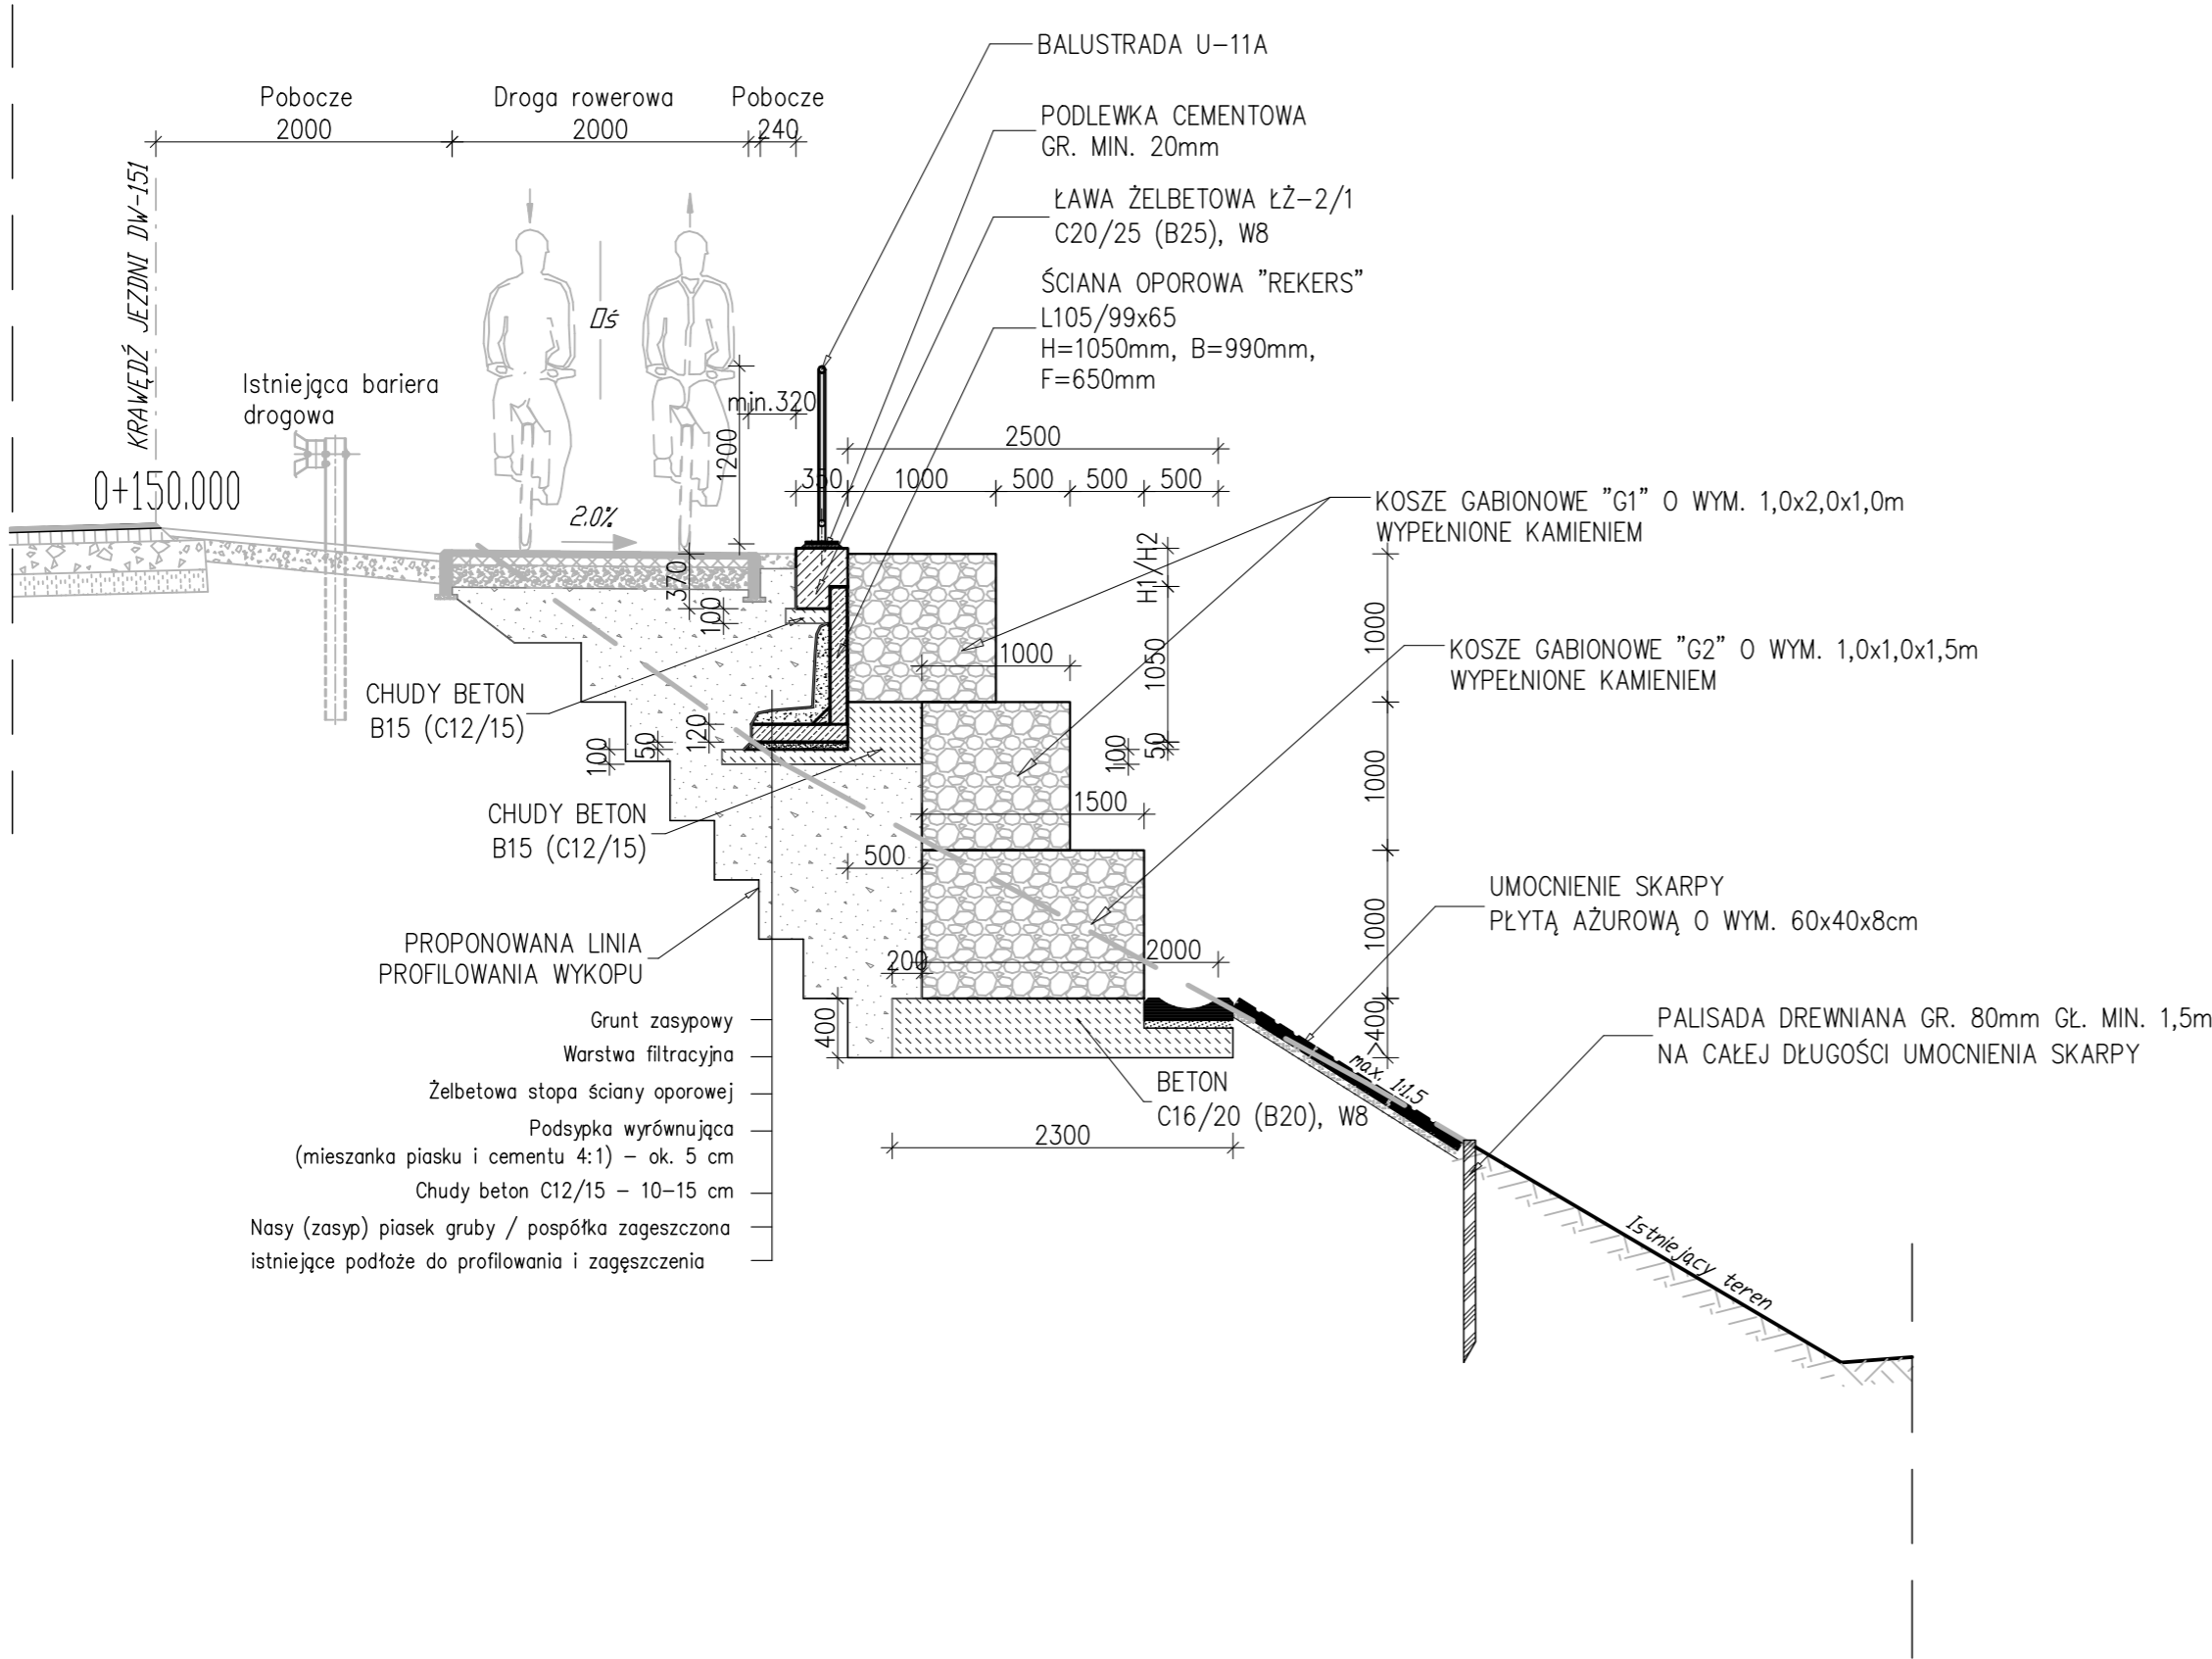 BALUSTRADA U-11A
Pobocze
2000
Droga rowerowa
2000
Pobocze
240
PODLEWKA CEMENTOWA
GR. MIN. 20mm
KRAWĘDŹ JEZDNI DW-151
ŁAWA ŻELBETOWA ŁŻ-2/1
C20/25 (B25), W8
ŚCIANA OPOROWA "REKERS"
L105/99x65
H=1050mm, B=990mm,
F=650mm
Istniejąca bariera
drogowa
min.320
1200
2500
350
1000
500
500
500
0+150.000
2.0%
KOSZE GABIONOWE "G1" O WYM. 1,0x2,0x1,0m
WYPEŁNIONE KAMIENIEM
H1/H2
370
100
1000
1050
1000
KOSZE GABIONOWE "G2" O WYM. 1,0x1,0x1,5m
WYPEŁNIONE KAMIENIEM
CHUDY BETON
B15 (C12/15)
120
50
100
100
50
1000
CHUDY BETON
B15 (C12/15)
1500
500
UMOCNIENIE SKARPY
PŁYTĄ AŻUROWĄ O WYM. 60x40x8cm
1000
PROPONOWANA LINIA
PROFILOWANIA WYKOPU
200
2000
400
>400
PALISADA DREWNIANA GR. 80mm GŁ. MIN. 1,5m
NA CAŁEJ DŁUGOŚCI UMOCNIENIA SKARPY
Grunt zasypowy
Warstwa filtracyjna
Żelbetowa stopa ściany oporowej
Podsypka wyrównująca
(mieszanka piasku i cementu 4:1) – ok. 5 cm
Chudy beton C12/15 – 10–15 cm
Nasy (zasyp) piasek gruby / pospółka zageszczona
istniejące podłoże do profilowania i zagęszczenia
BETON
C16/20 (B20), W8
max. 1:1.5
2300
Istniejący teren